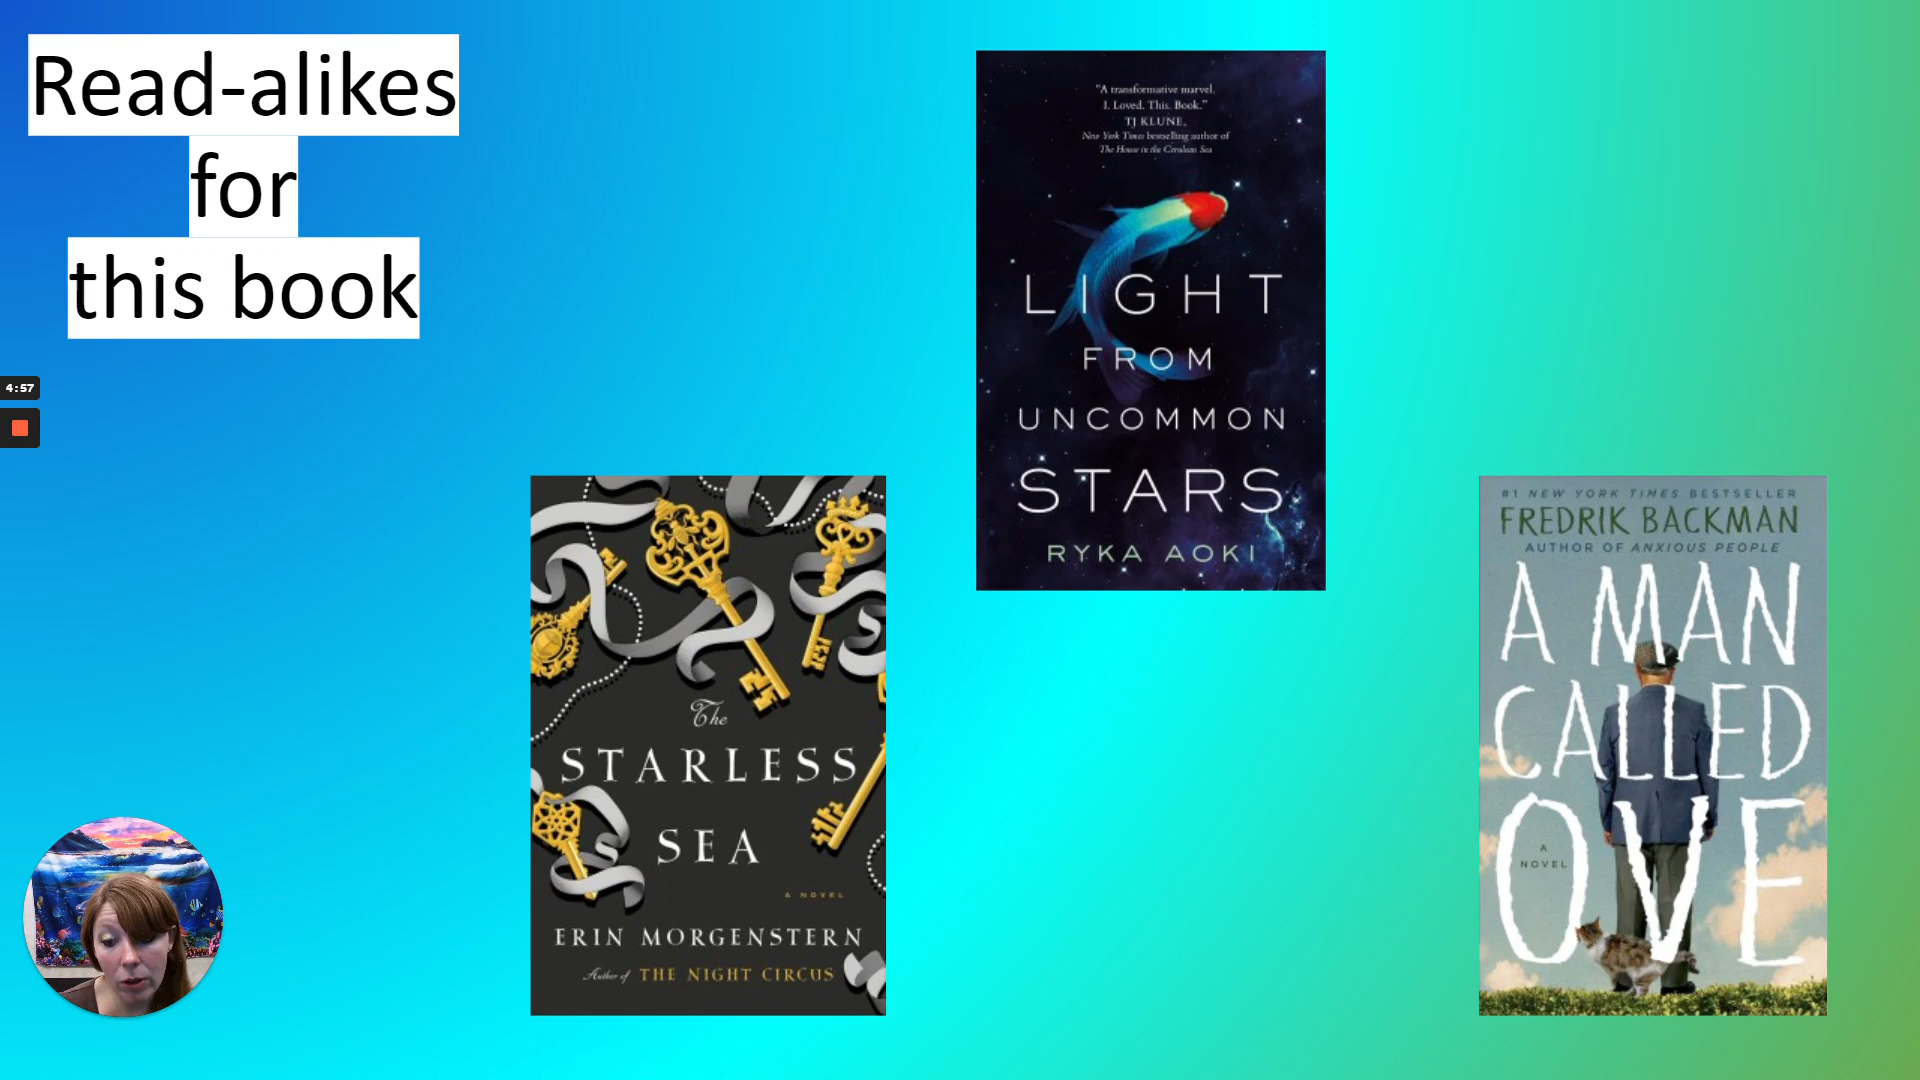 Read-alikes
for
this book
4:57
"A transformative marvel.
I. Loved. This. Book."
TJ KLUNE,
New York Times bestselling author of
The House in the Cerulean Sea
LIGHT
FROM
UNCOMMON
STARS
RYKA AOKI
The
STARLESS
SEA
A NOVEL
ERIN MORGENSTERN
Author of THE NIGHT CIRCUS
#1 NEW YORK TIMES BESTSELLER
FREDRIK BACKMAN
AUTHOR OF ANXIOUS PEOPLE
A MAN
CALLED
OVE
A
NOVEL